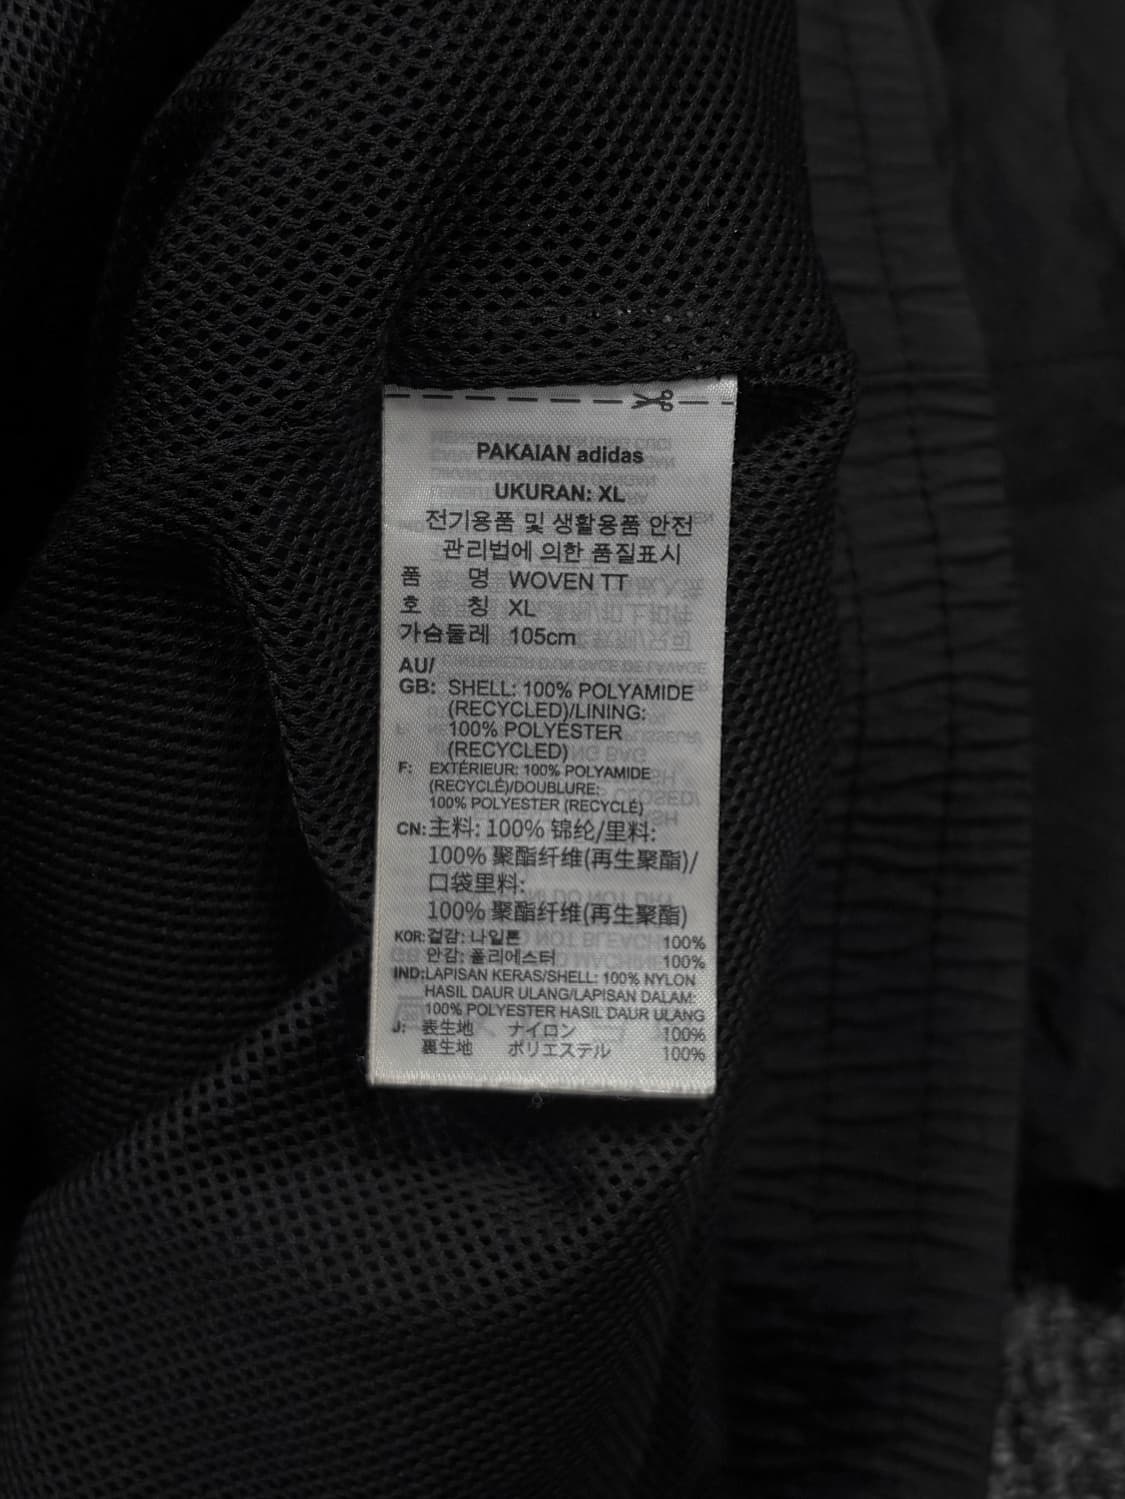 PAKAIAN adidas
UKURAN: XL
전기용품 및 생활용품 안전
관리법에 의한 품질표시
품 명 WOVEN TT
호 칭 XL
가슴둘레 105cm
AU/
GB: SHELL: 100% POLYAMIDE
(RECYCLED)/LINING:
100% POLYESTER
(RECYCLED)
F: EXTÉRIEUR: 100% POLYAMIDE
(RECYCLÉ)/DOUBLURE:
100% POLYESTER (RECYCLÉ)
CN: 主料: 100% 锦纶/里料:
100% 聚酯纤维(再生聚酯)/
口袋里料:
100% 聚酯纤维(再生聚酯)
KOR: 겉감: 나일론 100%
안감: 폴리에스터 100%
IND: LAPISAN KERAS/SHELL: 100% NYLON
HASIL DAUR ULANG/LAPISAN DALAM:
100% POLYESTER HASIL DAUR ULANG
J: 表生地 ナイロン 100%
裏生地 ポリエステル 100%